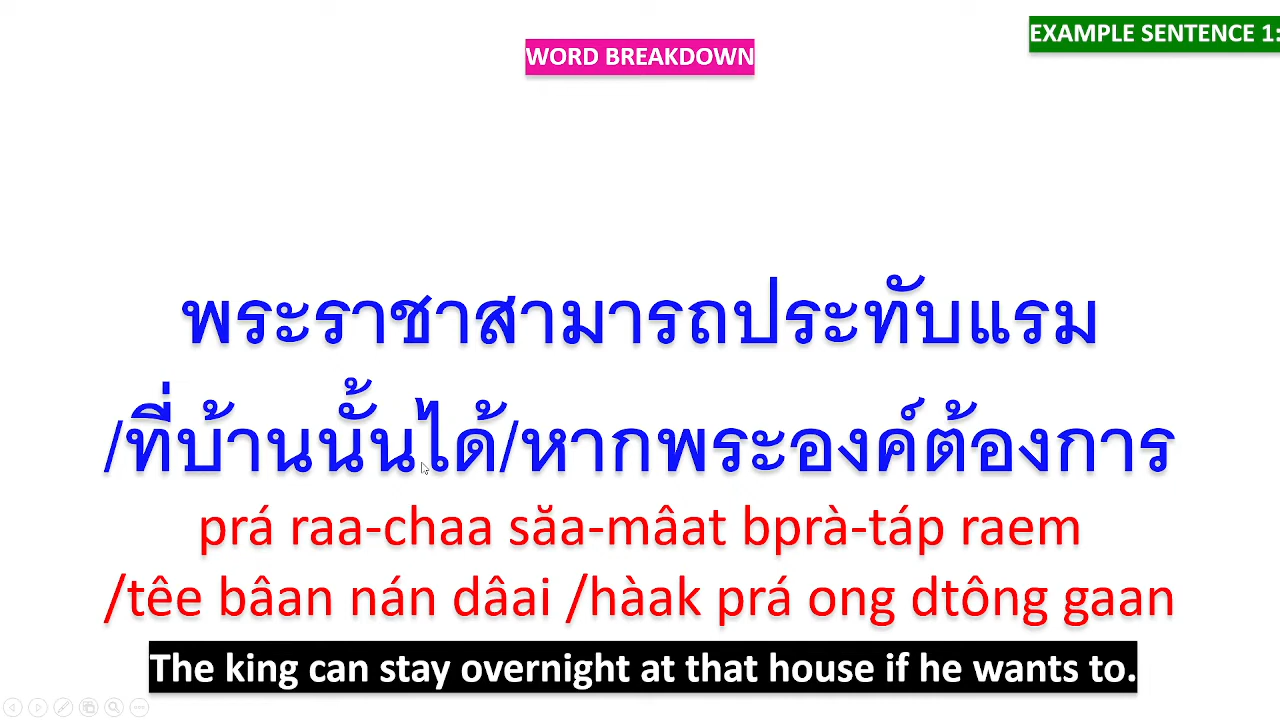 EXAMPLE SENTENCE 1:
WORD BREAKDOWN
พระราชาสามารถประทับแรม
/ที่บ้านนั้นได้/หากพระองค์ต้องการ
prá raa-chaa săa-mâat bprà-táp raem
/têe bâan nán dâai /hàak prá ong dtông gaan
The king can stay overnight at that house if he wants to.